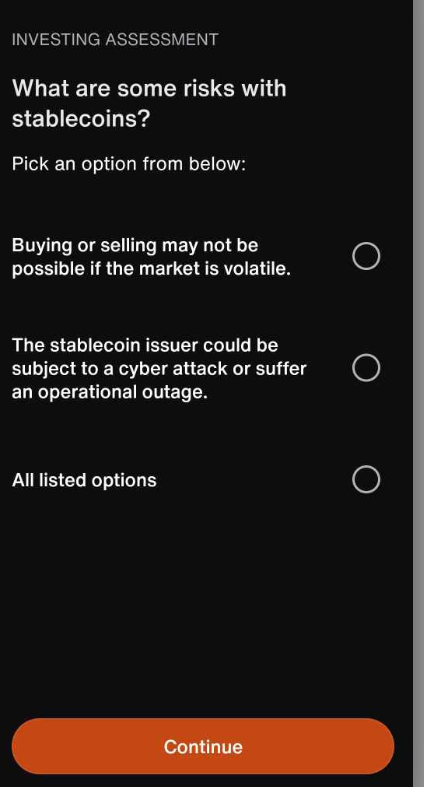 INVESTING ASSESSMENT
What are some risks with
stablecoins?
Pick an option from below:
Buying or selling may not be
possible if the market is volatile.
The stablecoin issuer could be
subject to a cyber attack or suffer
an operational outage.
All listed options
Continue